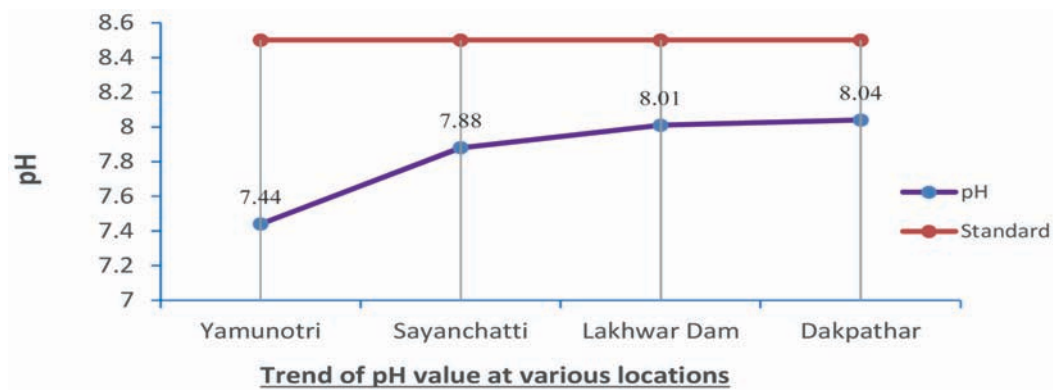 8.6
8.4
8.2
8
7.8
7.6
7.4
7.2
7
pH
7.44
7.88
8.01
8.04
pH
Standard
Yamunotri Sayanchatti Lakhwar Dam Dakpathar
Trend of pH value at various locations